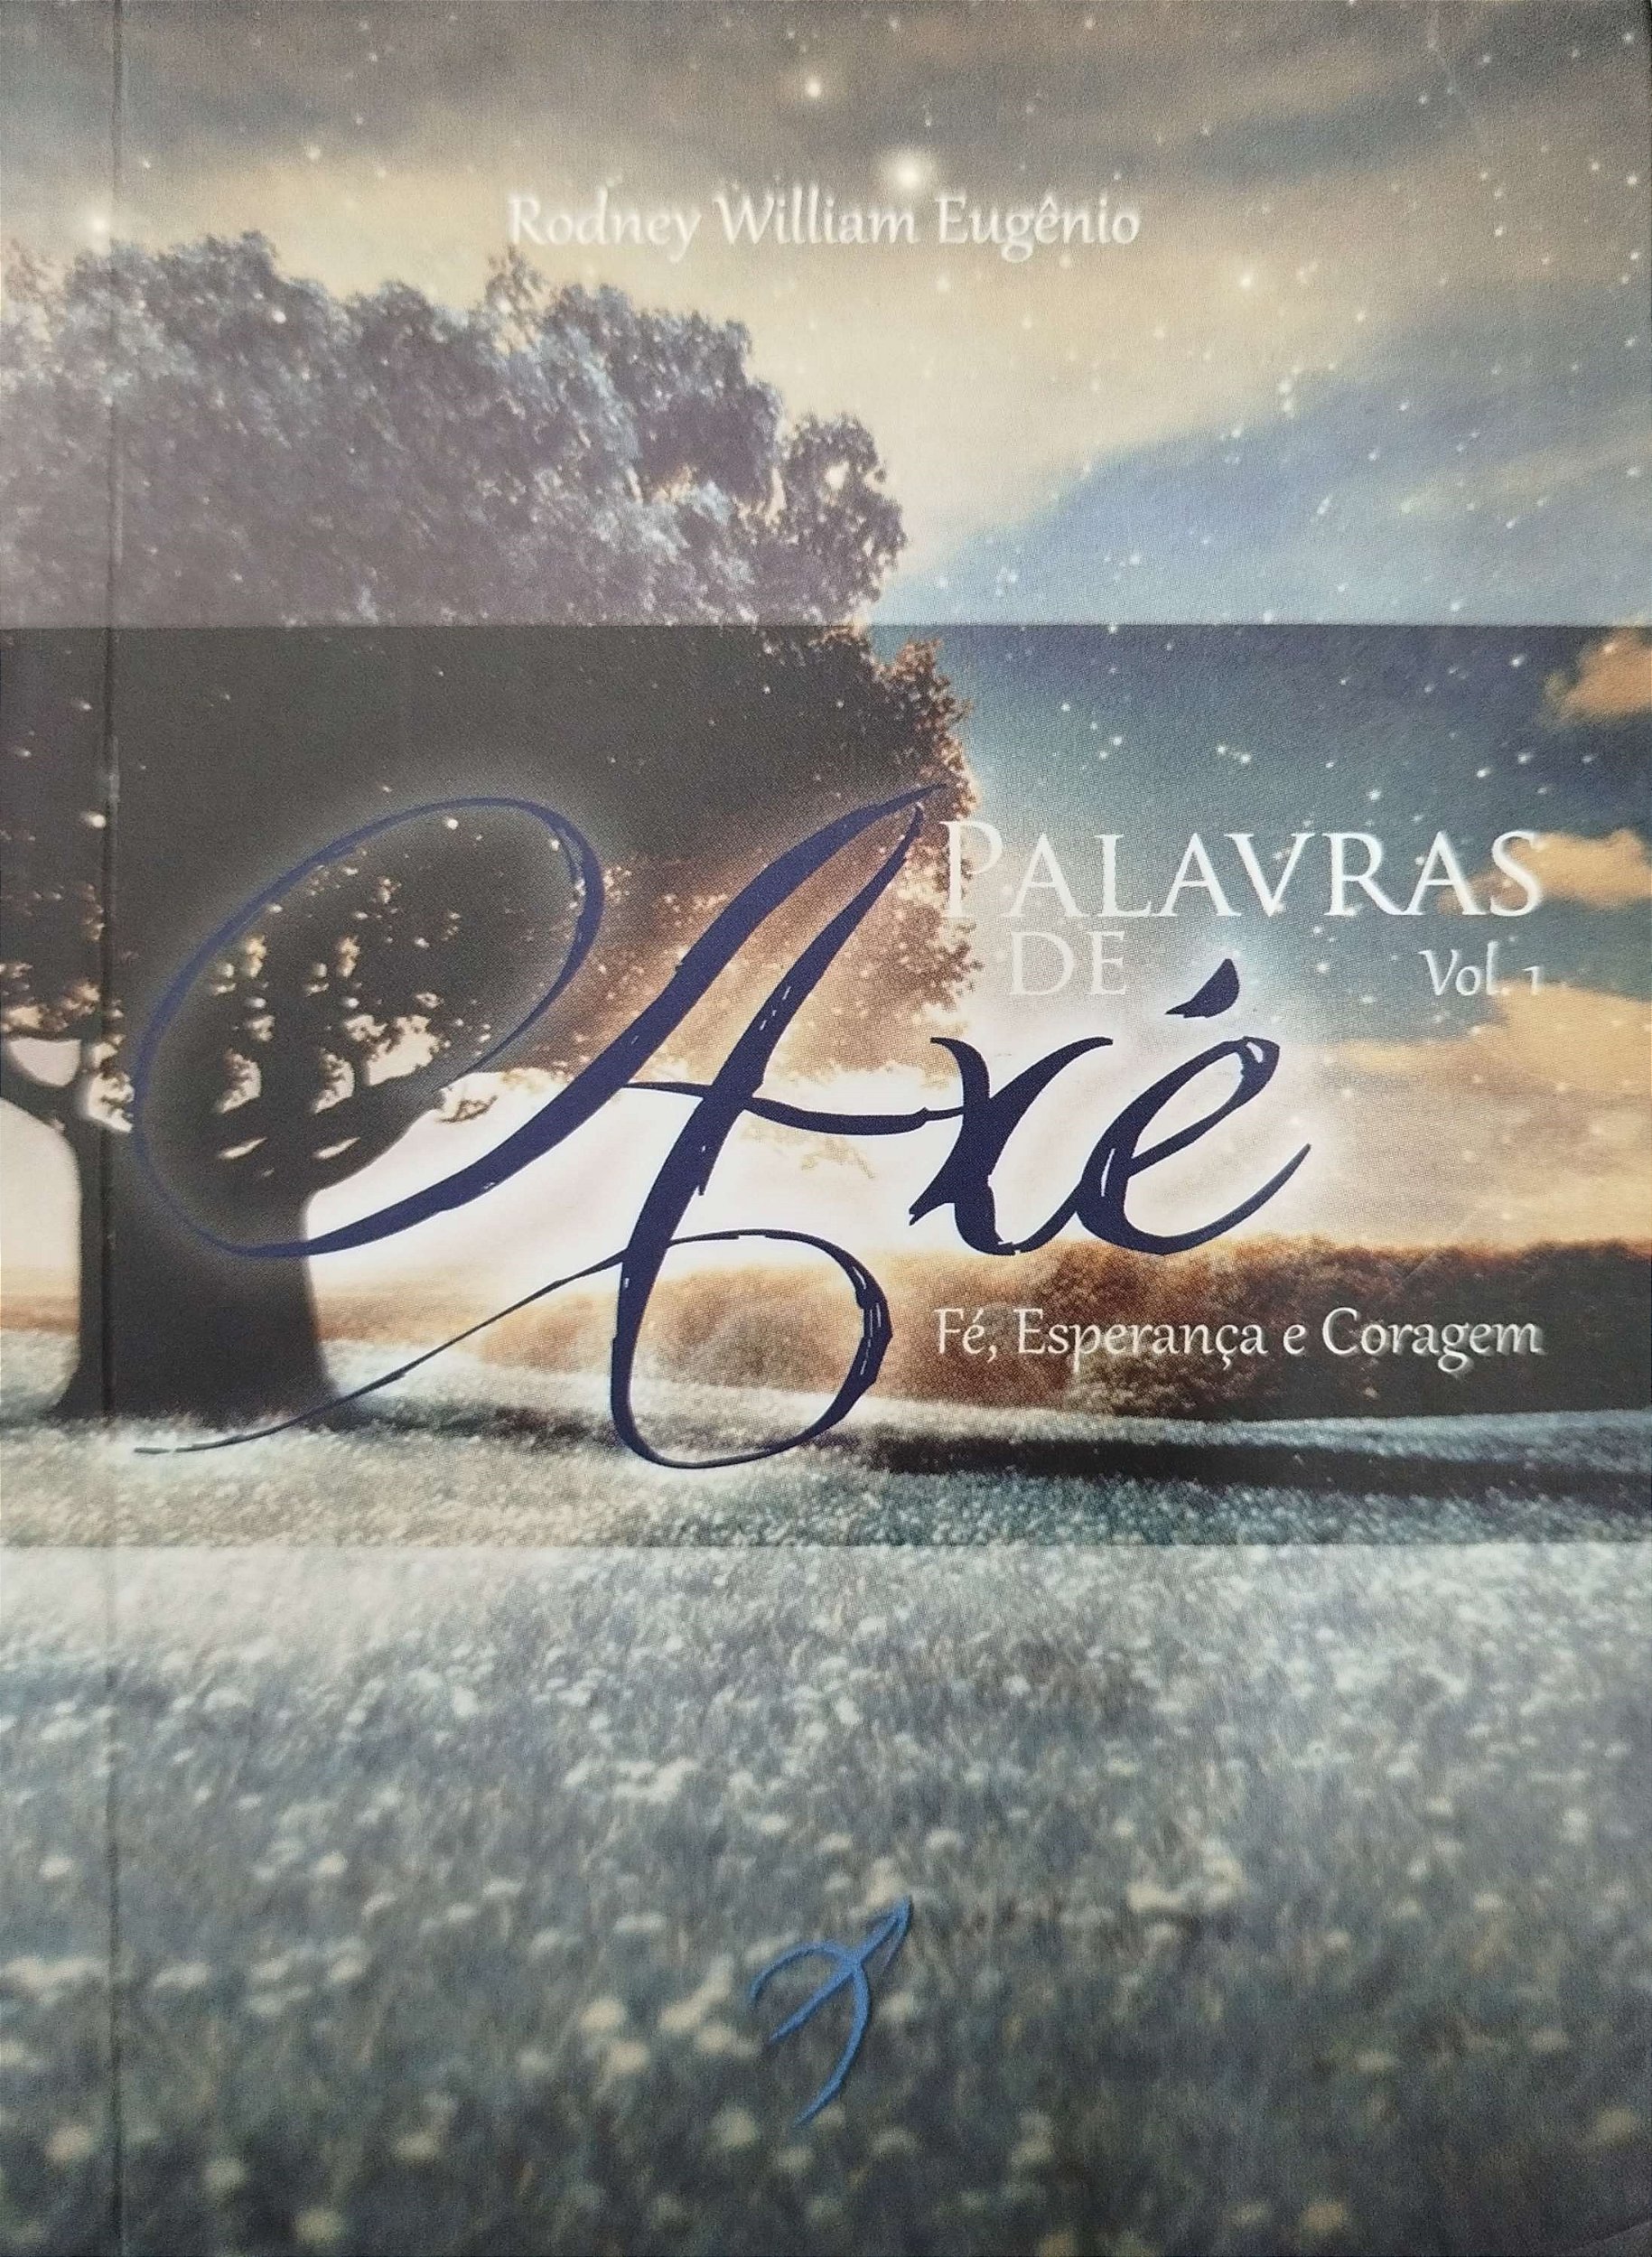 Rodney William Eugênio
PALAVRAS
DE
Vol. 1
Axé
Fé, Esperança e Coragem